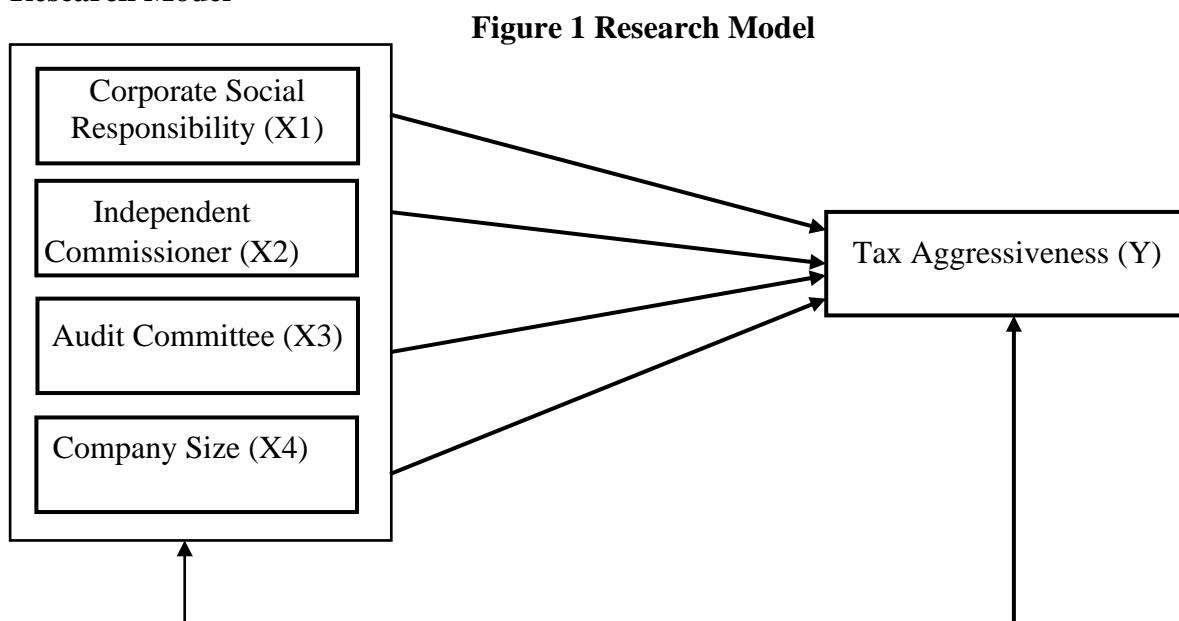 Research Model
Figure 1 Research Model
Corporate Social
Responsibility (X1)
Independent
Commissioner (X2)
Audit Committee (X3)
Company Size (X4)
Tax Aggressiveness (Y)